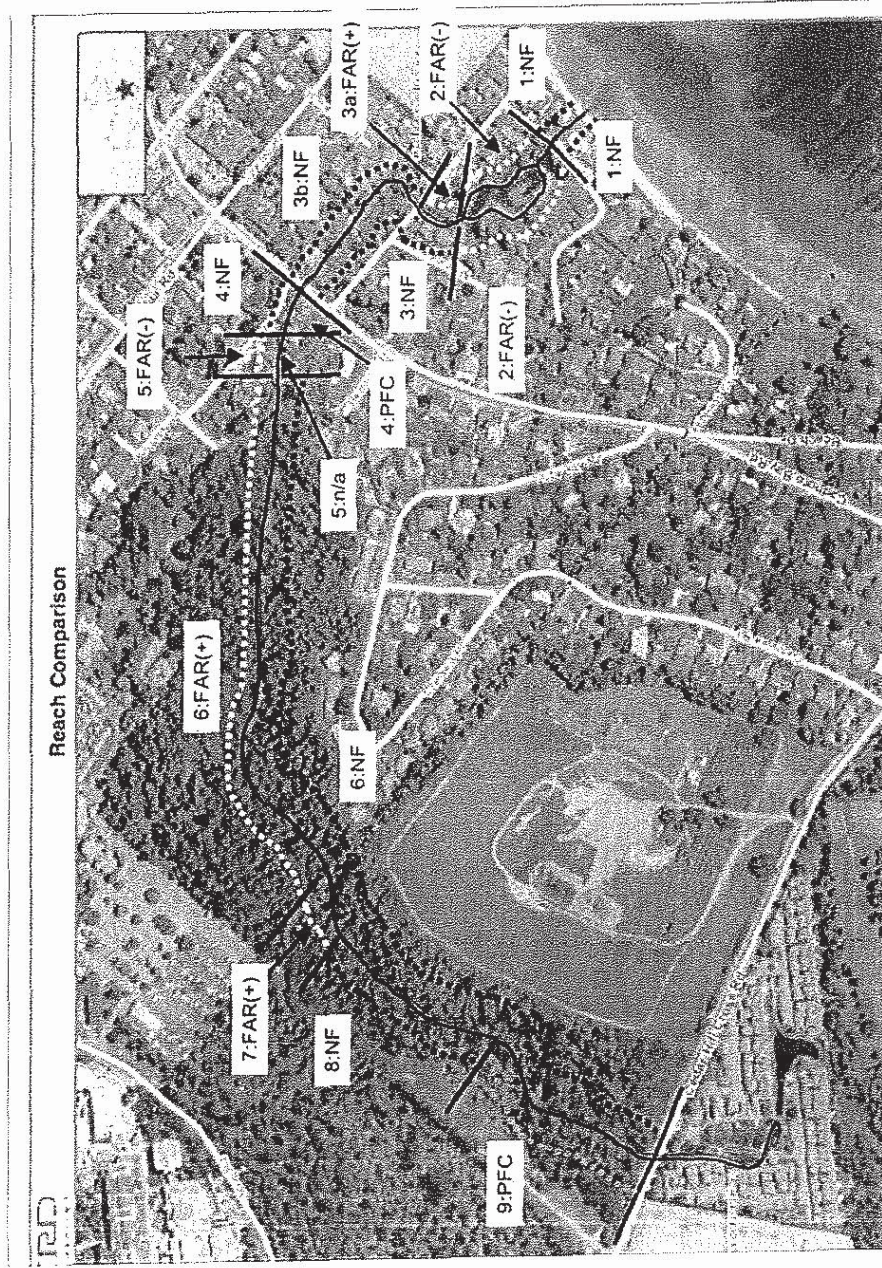 Reach Comparison
7:FAR(+)
8:NF
9:PFC
6:FAR(+)
6:NF
5:FAR(-)
5:n/a
4:NF
4:PFC
3b:NF
3:NF
3a:FAR(+)
2:FAR(-)
2:FAR(-)
1:NF
1:NF